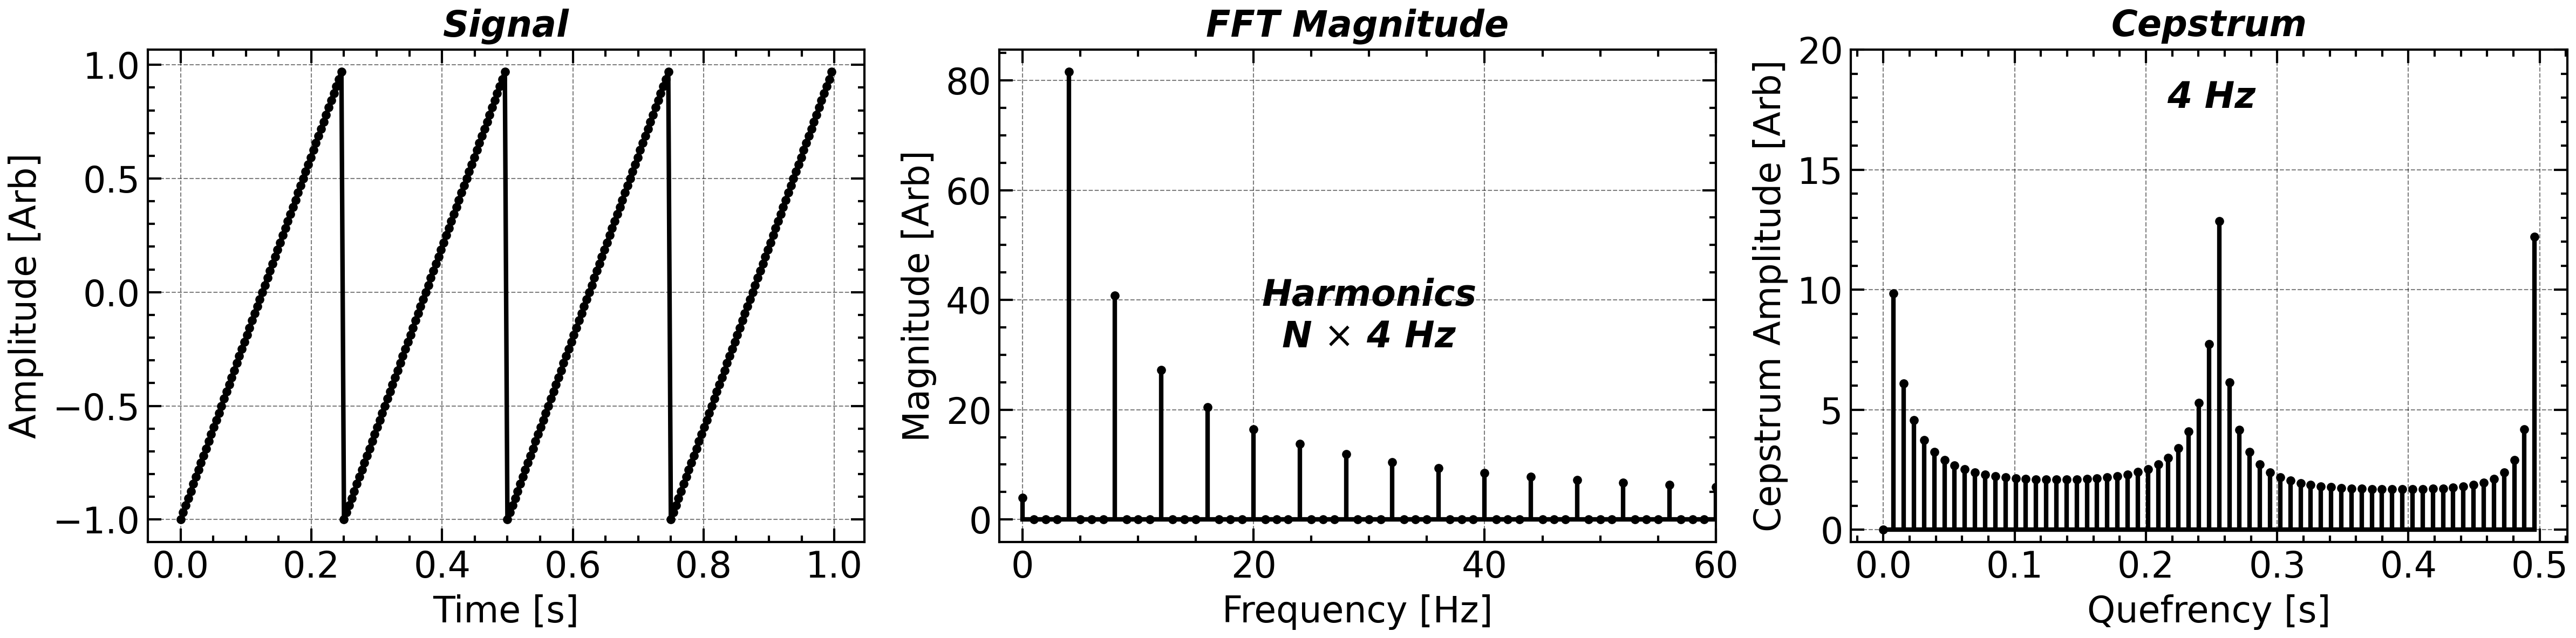 Signal
Amplitude [Arb]
1.0
0.5
0.0
−0.5
−1.0
0.0 0.2 0.4 0.6 0.8 1.0
Time [s]
FFT Magnitude
Magnitude [Arb]
80
60
40
20
0
Harmonics
N × 4 Hz
0 20 40 60
Frequency [Hz]
Cepstrum
Cepstrum Amplitude [Arb]
20
15
10
5
0
4 Hz
0.0 0.1 0.2 0.3 0.4 0.5
Quefrency [s]